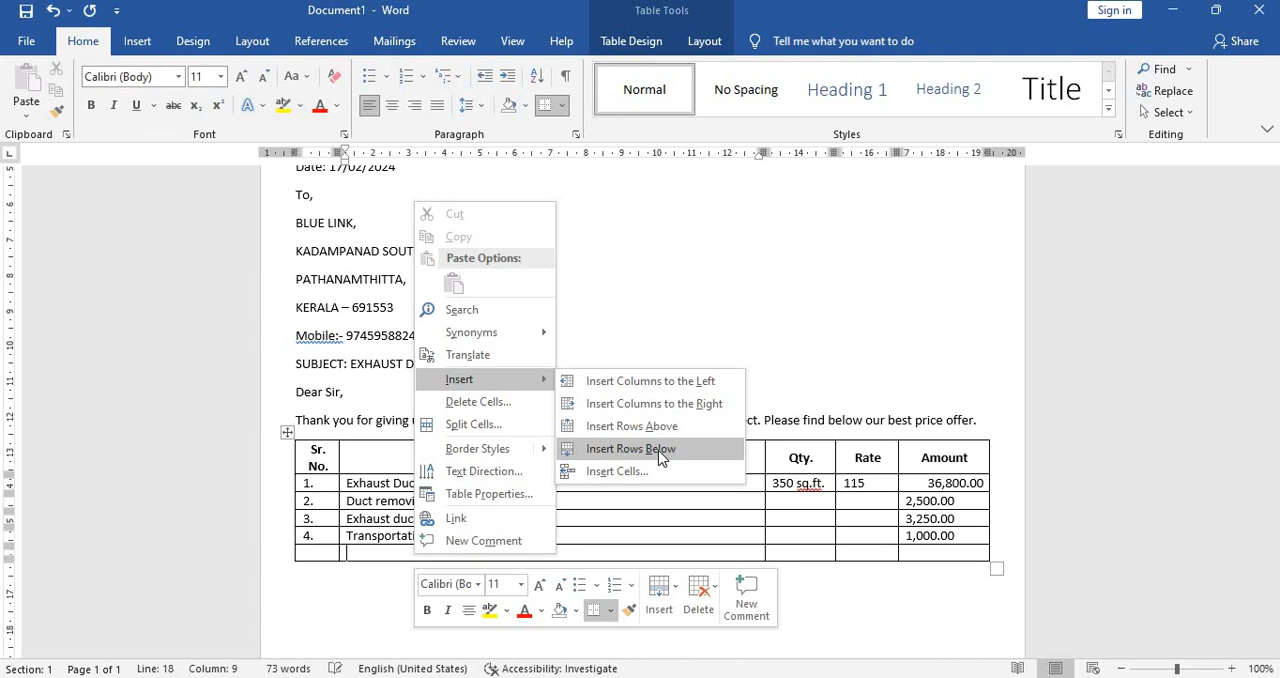 Document1 - Word
Table Tools
Sign in
File Home Insert Design Layout References Mailings Review View Help Table Design Layout Tell me what you want to do Share
Paste
Calibri (Body) 11
Normal No Spacing Heading 1 Heading 2 Title
Find
Replace
Select
Clipboard Font Paragraph Styles Editing
Date: 17/02/2024
To,
BLUE LINK,
KADAMPANAD SOUT
PATHANAMTHITTA,
KERALA – 691553
Mobile:- 9745958824
SUBJECT: EXHAUST D
Dear Sir,
Thank you for giving u
ct. Please find below our best price offer.
Sr. No. Qty. Rate Amount
1. Exhaust Duc 350 sq.ft. 115 36,800.00
2. Duct removi 2,500.00
3. Exhaust duc 3,250.00
4. Transportati 1,000.00
Cut
Copy
Paste Options:
Search
Synonyms
Translate
Insert
Delete Cells...
Split Cells...
Border Styles
Text Direction...
Table Properties...
Link
New Comment
Insert Columns to the Left
Insert Columns to the Right
Insert Rows Above
Insert Rows Below
Insert Cells...
Calibri (Bo 11
Insert Delete New Comment
Section: 1 Page 1 of 1 Line: 18 Column: 9 73 words English (United States) Accessibility: Investigate 100%